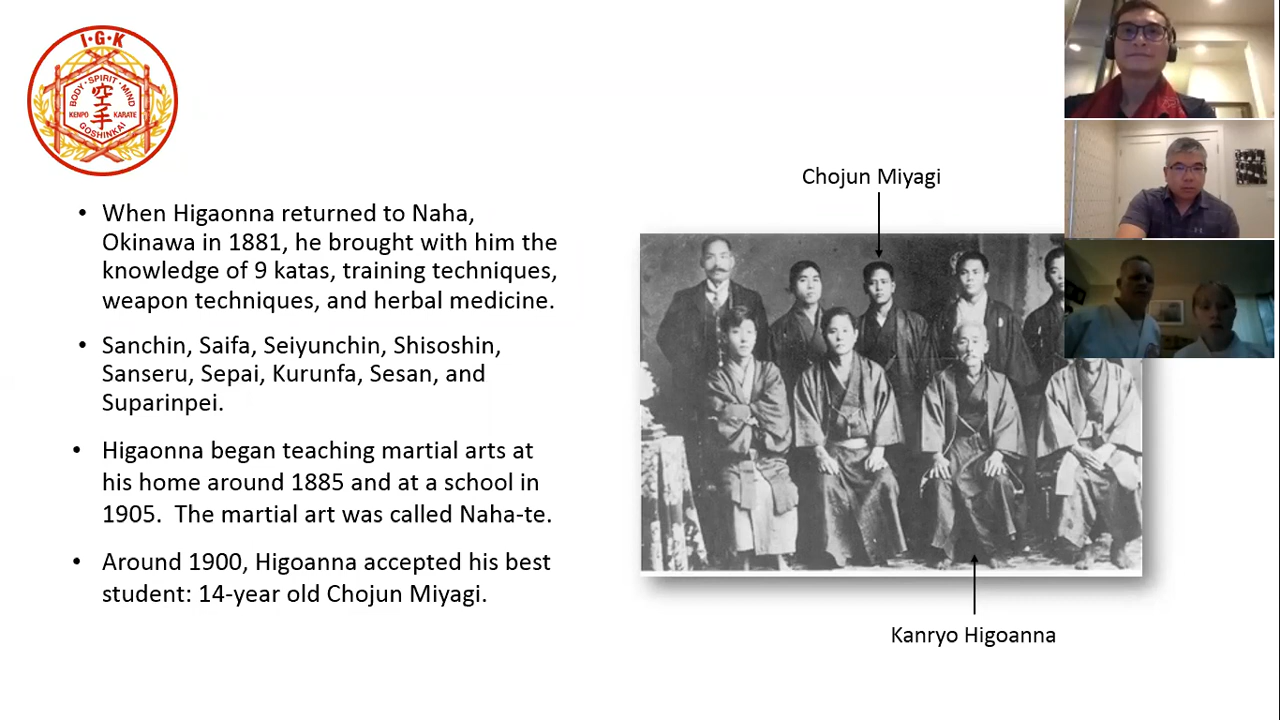 I·G·K
BODY · SPIRIT · MIND
空手
KENPO KARATE
GOSHINKAI
• When Higaonna returned to Naha,
Okinawa in 1881, he brought with him the
knowledge of 9 katas, training techniques,
weapon techniques, and herbal medicine.
• Sanchin, Saifa, Seiyunchin, Shisoshin,
Sanseru, Sepai, Kurunfa, Sesan, and
Suparinpei.
• Higaonna began teaching martial arts at
his home around 1885 and at a school in
1905. The martial art was called Naha-te.
• Around 1900, Higoanna accepted his best
student: 14-year old Chojun Miyagi.
Chojun Miyagi
Kanryo Higoanna